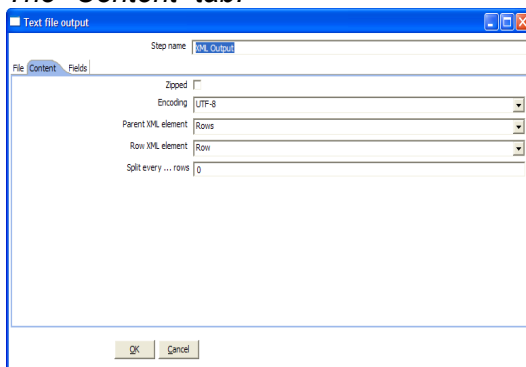 The "Content" tab:
Text file output
Step name XML Output
File Content Fields
Zipped
Encoding UTF-8
Parent XML element Rows
Row XML element Row
Split every ... rows 0
OK Cancel